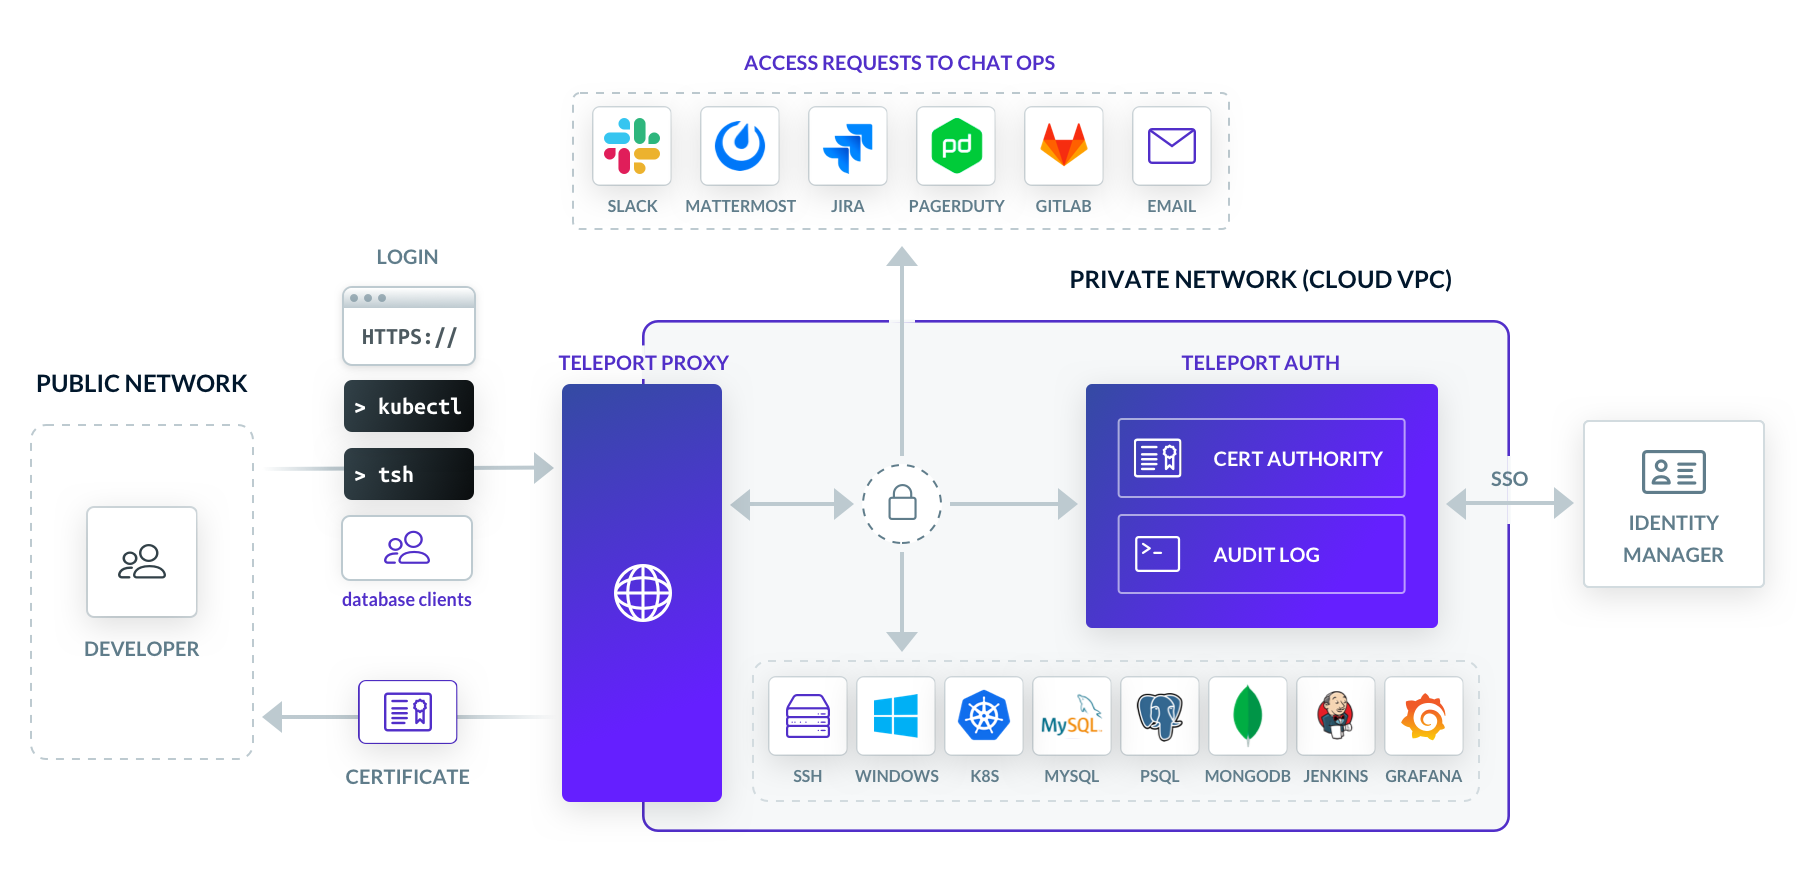 ACCESS REQUESTS TO CHAT OPS
pd
SLACK
MATTERMOST
JIRA
PAGERDUTY
GITLAB
EMAIL
LOGIN
HTTPS://
> kubectl
> tsh
database clients
PUBLIC NETWORK
DEVELOPER
CERTIFICATE
PRIVATE NETWORK (CLOUD VPC)
TELEPORT PROXY
TELEPORT AUTH
CERT AUTHORITY
>-
AUDIT LOG
SSO
IDENTITY
MANAGER
MySQL
SSH
WINDOWS
K8S
MYSQL
PSQL
MONGODB
JENKINS
GRAFANA